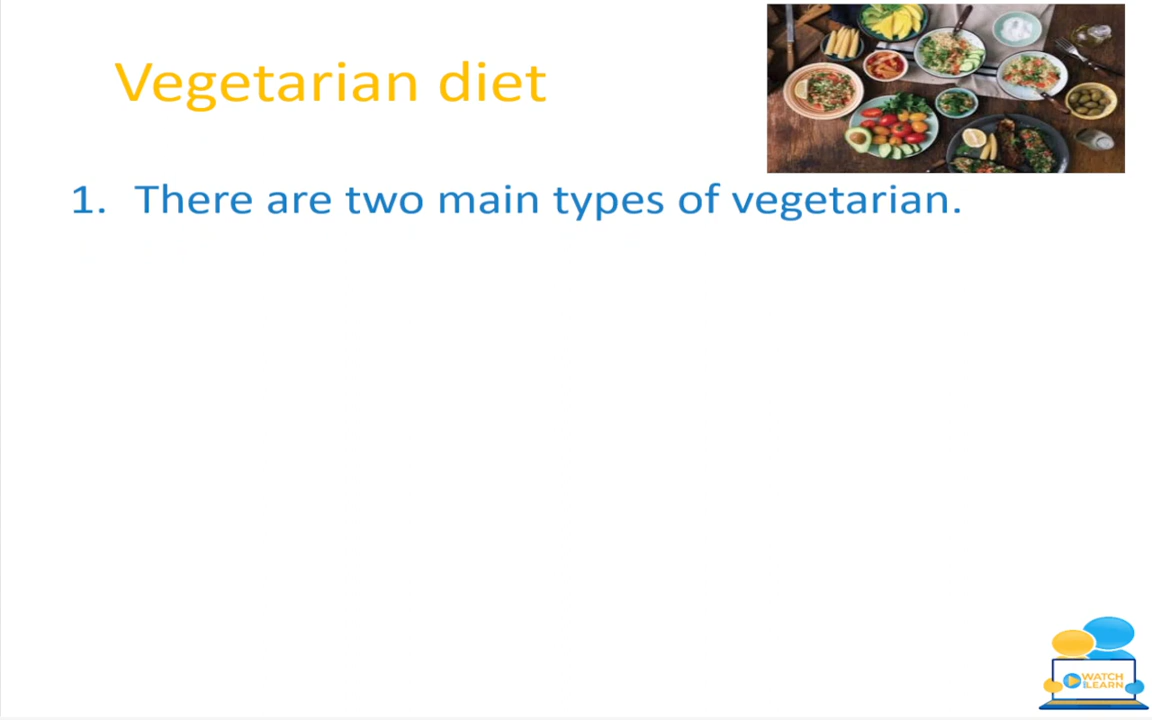 Vegetarian diet
1. There are two main types of vegetarian.
WATCH
LEARN